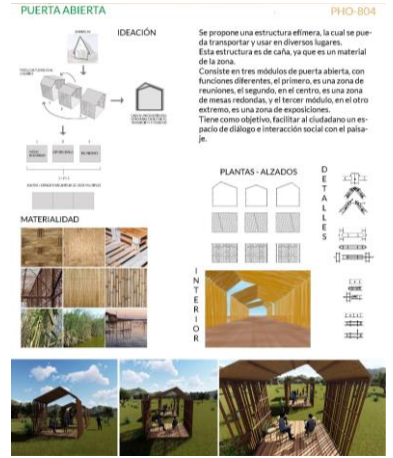 PUERTA ABIERTA
PHO-804
IDEACIÓN
Se propone una estructura efímera, la cual se pue-
da transportar y usar en diversos lugares.
Esta estructura es de caña, ya que es un material
de la zona.
Consiste en tres módulos de puerta abierta, con
funciones diferentes, el primero, es una zona de
reuniones, el segundo, en el centro, es una zona
de mesas redondas, y el tercer módulo, en el otro
extremo, es una zona de exposiciones.
Tiene como objetivo, facilitar al ciudadano un es-
pacio de diálogo e interacción social con el paisa-
je.
PLANTAS - ALZADOS
DETALLES
MATERIALIDAD
INTERIOR